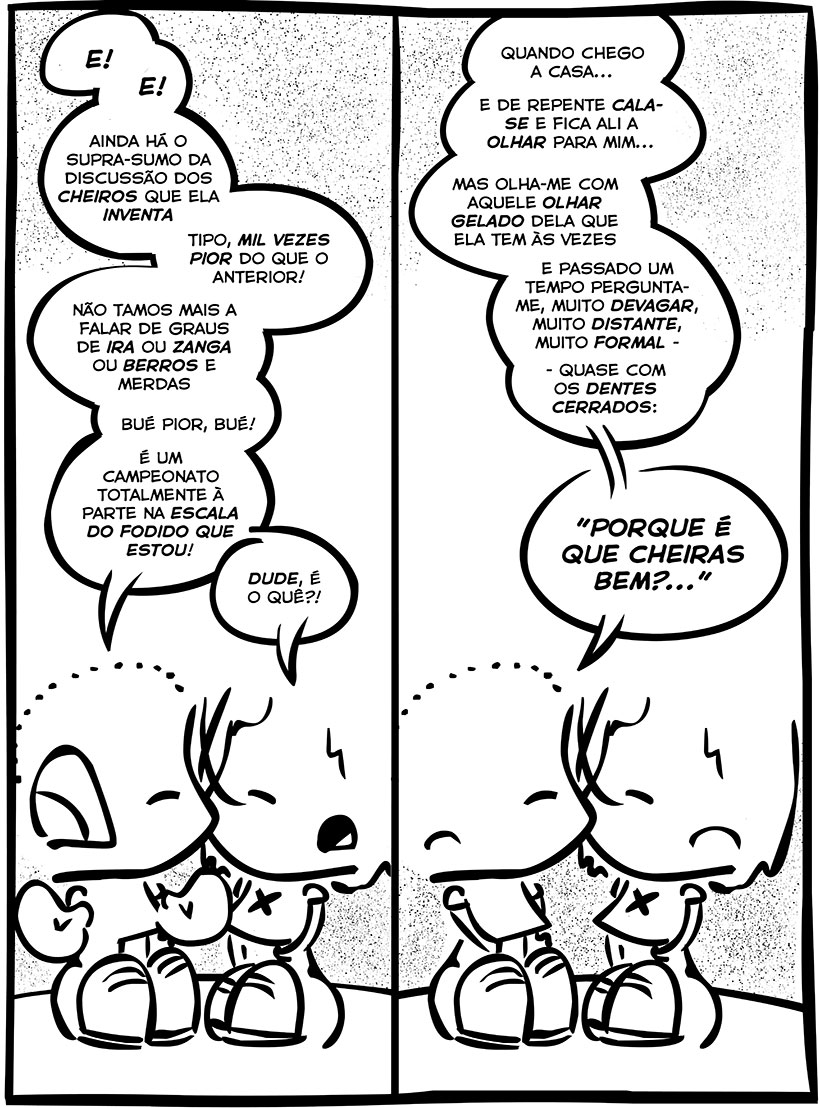 E!
E!
AINDA HÁ O
SUPRA-SUMO DA
DISCUSSÃO DOS
CHEIROS QUE ELA
INVENTA
TIPO, MIL VEZES
PIOR DO QUE O
ANTERIOR!
NÃO TAMOS MAIS A
FALAR DE GRAUS
DE IRA OU ZANGA
OU BERROS E
MERDAS
BUÉ PIOR, BUÉ!
É UM
CAMPEONATO
TOTALMENTE À
PARTE NA ESCALA
DO FODIDO QUE
ESTOU!
DUDE, É
O QUÊ?!
QUANDO CHEGO
A CASA...
E DE REPENTE CALA-
SE E FICA ALI A
OLHAR PARA MIM...
MAS OLHA-ME COM
AQUELE OLHAR
GELADO DELA QUE
ELA TEM ÀS VEZES
E PASSADO UM
TEMPO PERGUNTA-
ME, MUITO DEVAGAR,
MUITO DISTANTE,
MUITO FORMAL -
- QUASE COM
OS DENTES
CERRADOS:
"PORQUE É
QUE CHEIRAS
BEM?..."